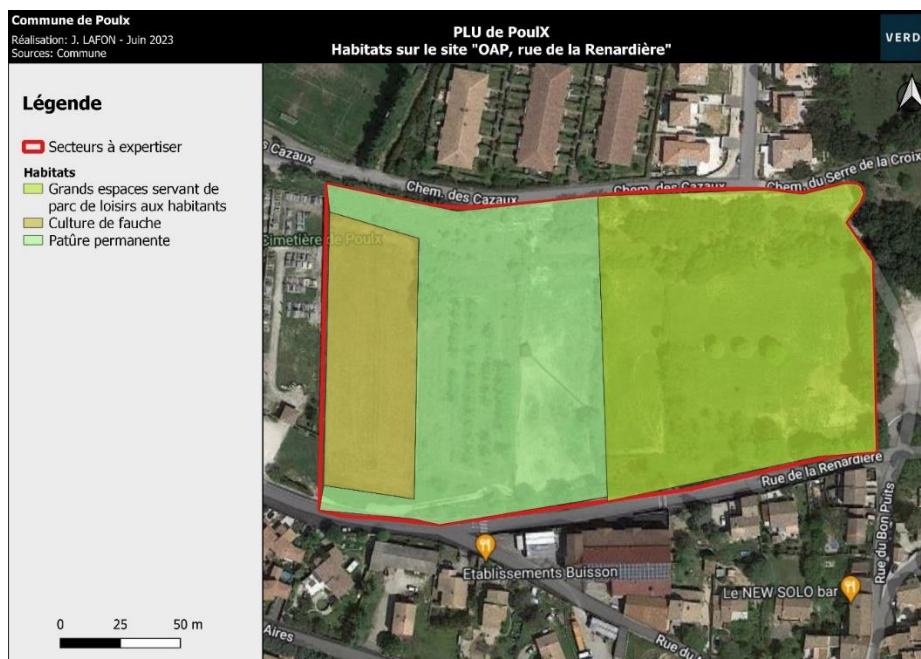 Commune de Poulx
Réalisation: J. LAFON - Juin 2023
Sources: Commune
PLU de PoulX
Habitats sur le site "OAP, rue de la Renardière"
VERD
Légende
Secteurs à expertiser
Habitats
Grands espaces servant de
parc de loisirs aux habitants
Culture de fauche
Patûre permanente
0 25 50 m
s Cazaux
Chem. des Cazaux
Chem. des Cazaux
Chem. du Serre de la Croix
Cimetière de Poulx
Rue de la Renardière
Rue du Bon Puits
Etablissements Buisson
Le NEW SOLO bar
Aires
Rue du